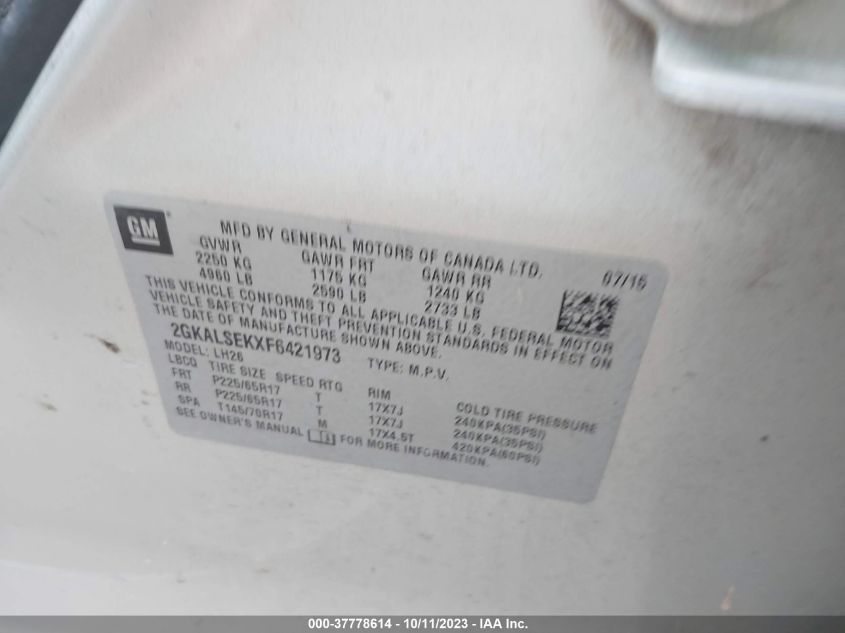 GM
MFD BY GENERAL MOTORS OF CANADA LTD. 07/15
GVWR GAWR FRT GAWR RR
2250 KG 1175 KG 1240 KG
4960 LB 2590 LB 2733 LB
THIS VEHICLE CONFORMS TO ALL APPLICABLE U.S. FEDERAL MOTOR
VEHICLE SAFETY AND THEFT PREVENTION STANDARDS IN EFFECT ON
THE DATE OF MANUFACTURE SHOWN ABOVE.
2GKALSEKXF6421973 TYPE: M.P.V.
MODEL: LH26
LBCQ TIRE SIZE SPEED RTG RIM COLD TIRE PRESSURE
FRT P225/65R17 T 17X7J 240KPA(35PSI)
RR P225/65R17 T 17X7J 240KPA(35PSI)
SPA T145/70R17 M 17X4.5T 420KPA(60PSI)
SEE OWNER'S MANUAL FOR MORE INFORMATION.
000-37778614 - 10/11/2023 - IAA Inc.